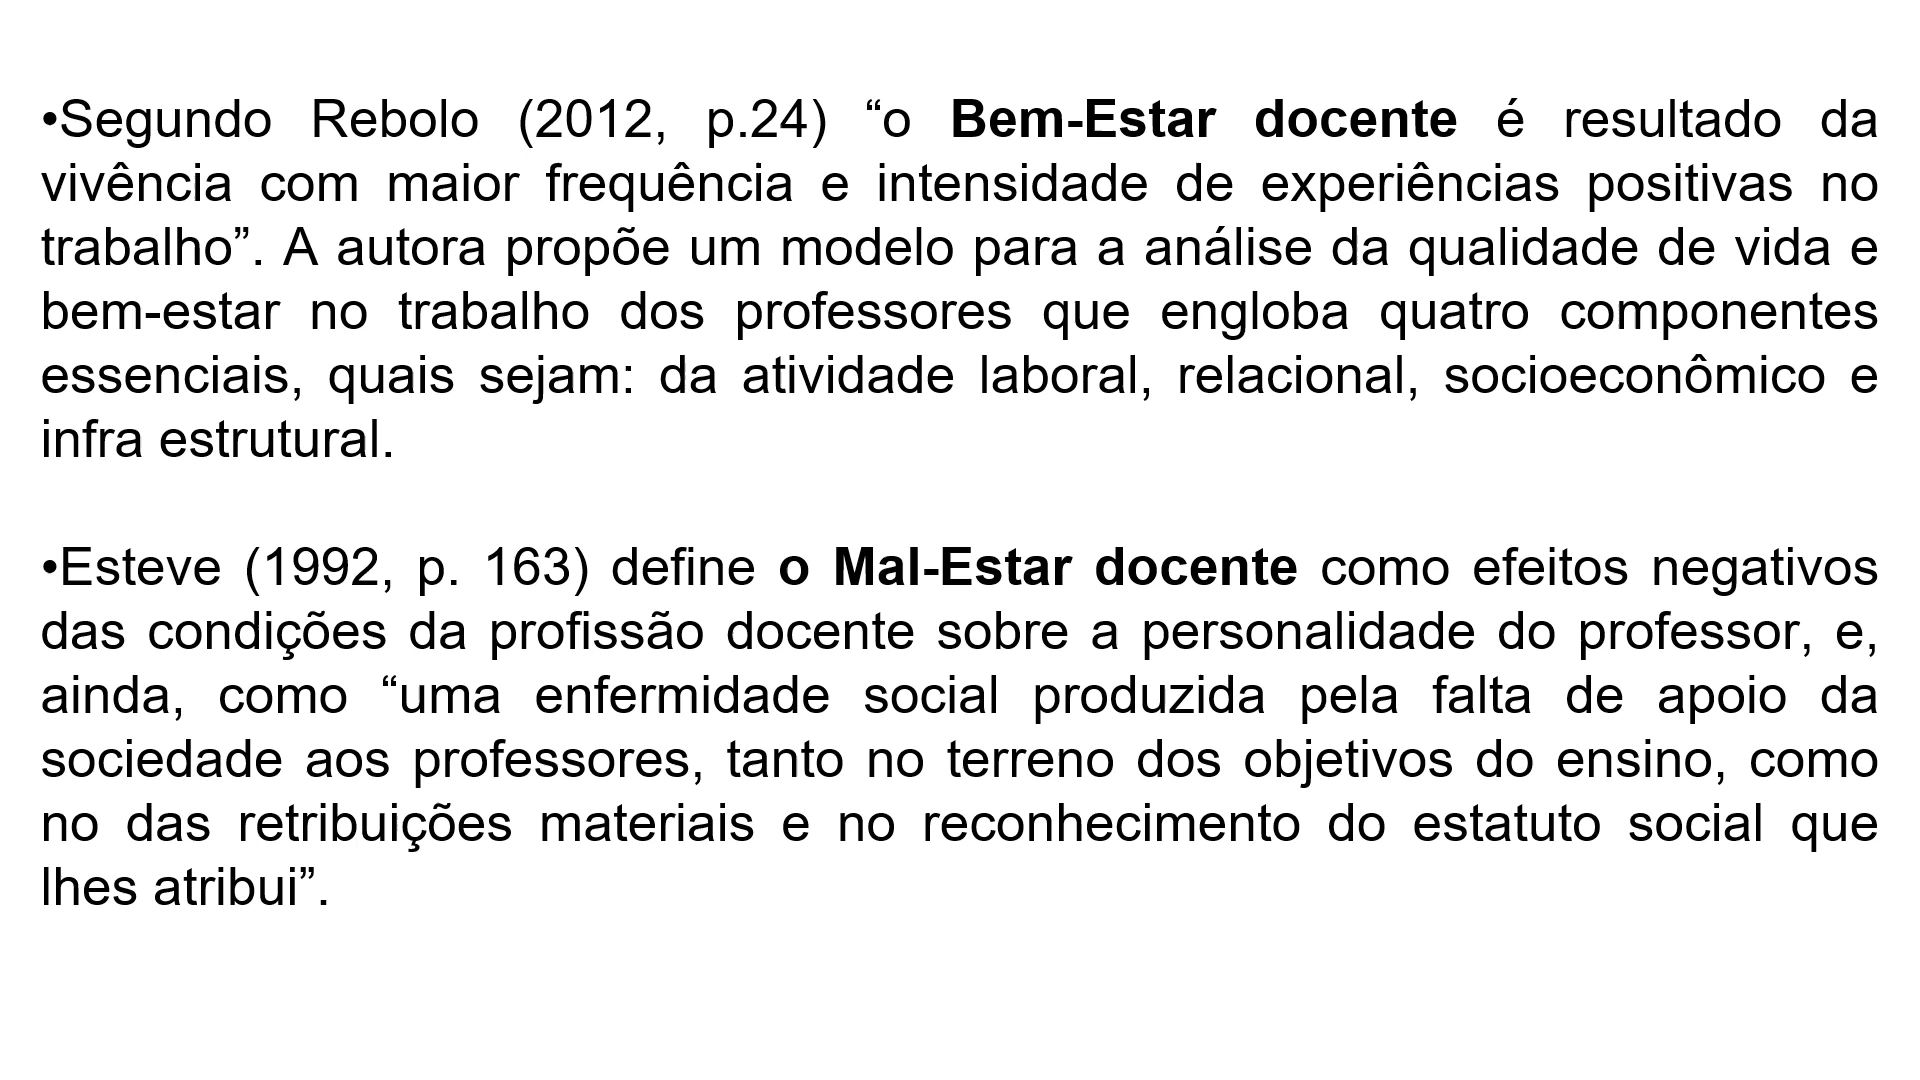 •Segundo Rebolo (2012, p.24) “o Bem-Estar docente é resultado da
vivência com maior frequência e intensidade de experiências positivas no
trabalho”. A autora propõe um modelo para a análise da qualidade de vida e
bem-estar no trabalho dos professores que engloba quatro componentes
essenciais, quais sejam: da atividade laboral, relacional, socioeconômico e
infra estrutural.
•Esteve (1992, p. 163) define o Mal-Estar docente como efeitos negativos
das condições da profissão docente sobre a personalidade do professor, e,
ainda, como “uma enfermidade social produzida pela falta de apoio da
sociedade aos professores, tanto no terreno dos objetivos do ensino, como
no das retribuições materiais e no reconhecimento do estatuto social que
lhes atribui”.